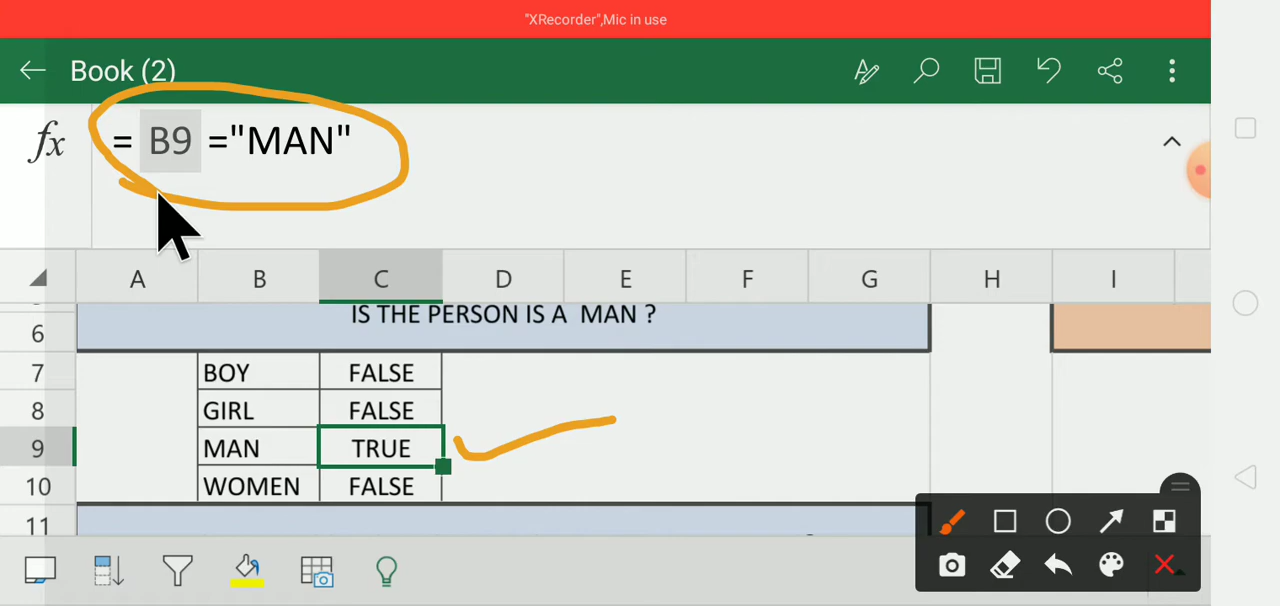 "XRecorder",Mic in use
Book (2)
fx = B9 ="MAN"
A B C D E F G H I
IS THE PERSON IS A MAN ?
6
7 BOY FALSE
8 GIRL FALSE
9 MAN TRUE
10 WOMEN FALSE
11